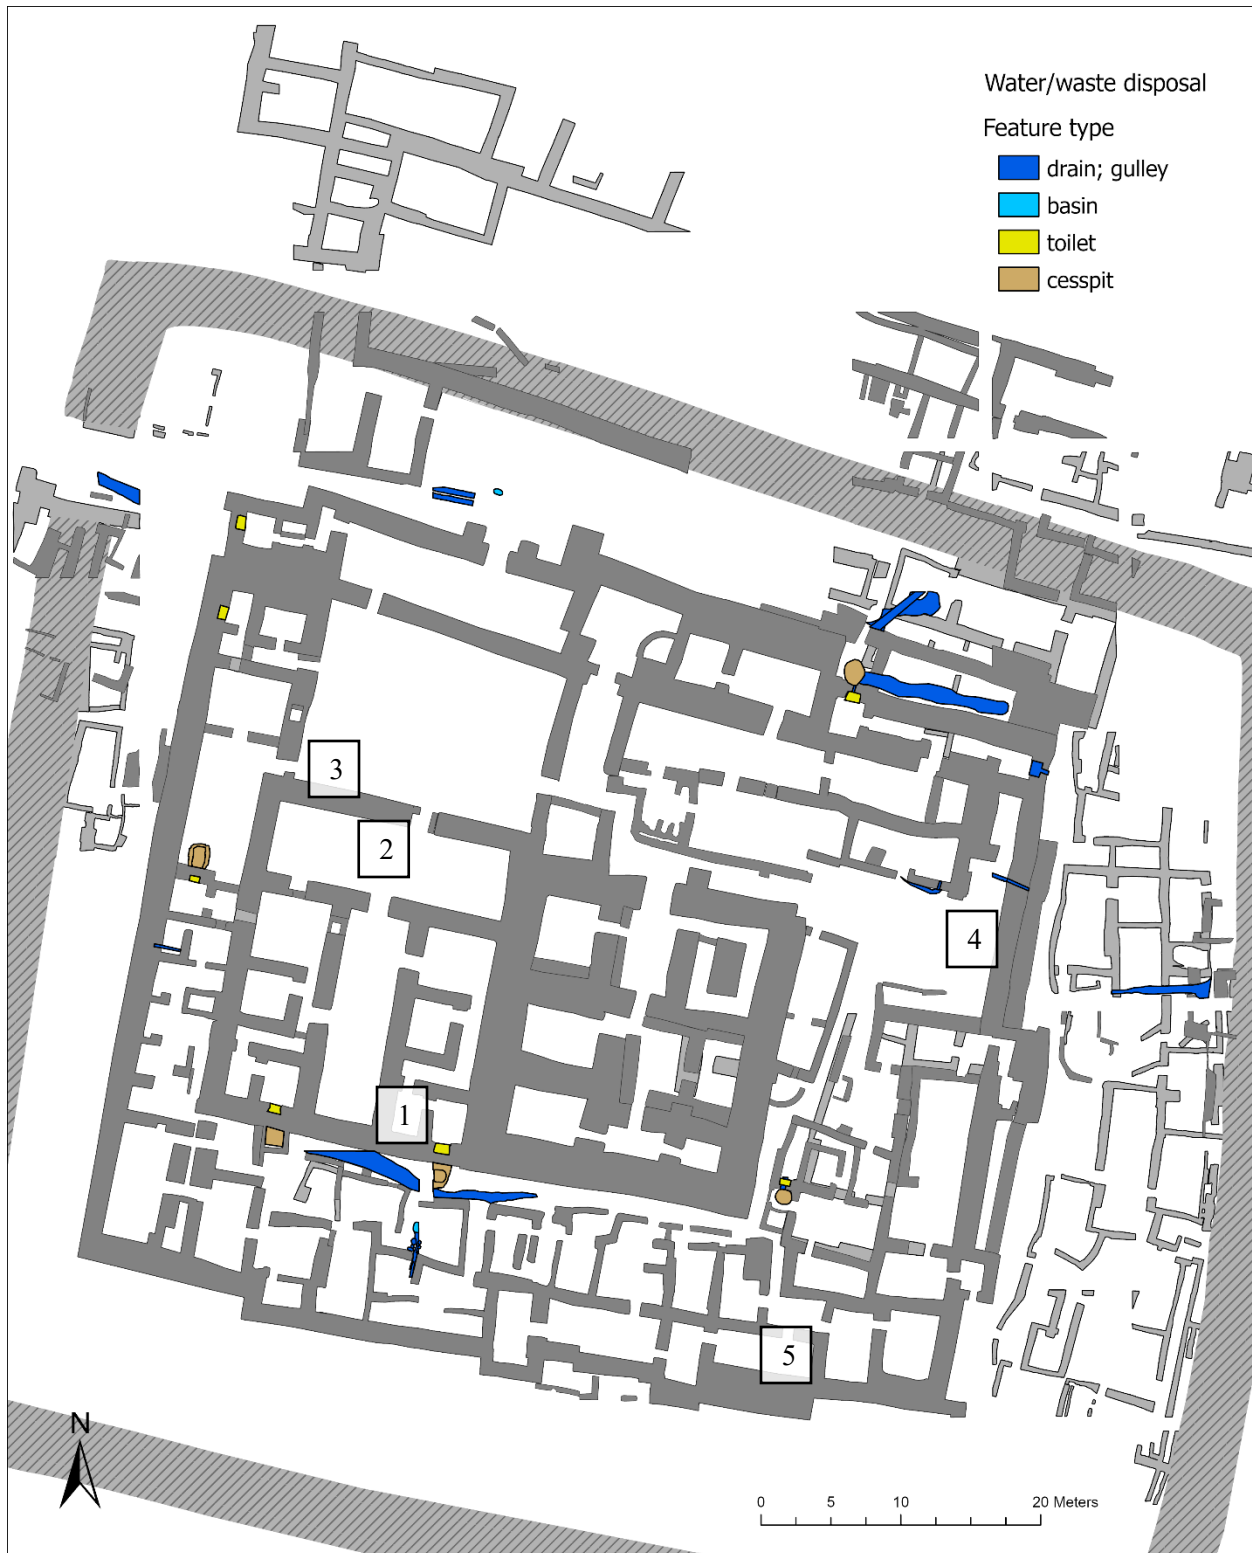 Water/waste disposal
Feature type
drain; gulley
basin
toilet
cesspit
3
2
4
1
5
N
0 5 10 20 Meters